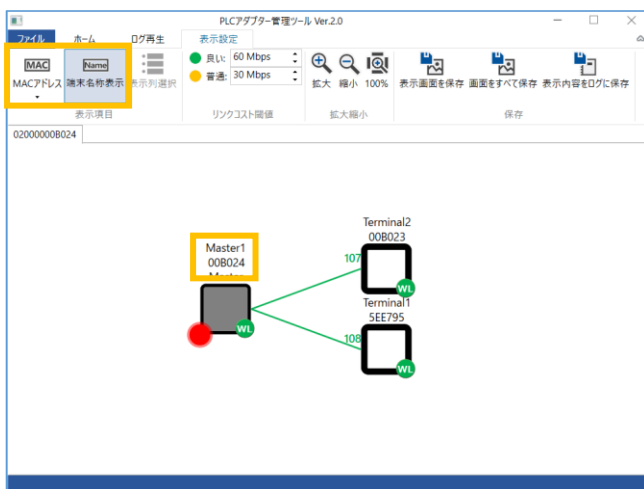 PLCアダプター管理ツール Ver.2.0
ファイル ホーム ログ再生 表示設定
MAC Name
MACアドレス 端末名称表示 表示列選択
表示項目
良い: 60 Mbps
普通: 30 Mbps
リンクコスト閾値
拡大 縮小 100%
拡大縮小
表示画面を保存 画面をすべて保存 表示内容をログに保存
保存
02000000B024
Master1
00B024
Master
WL
Terminal2
00B023
107
WL
Terminal1
5EE795
108
WL